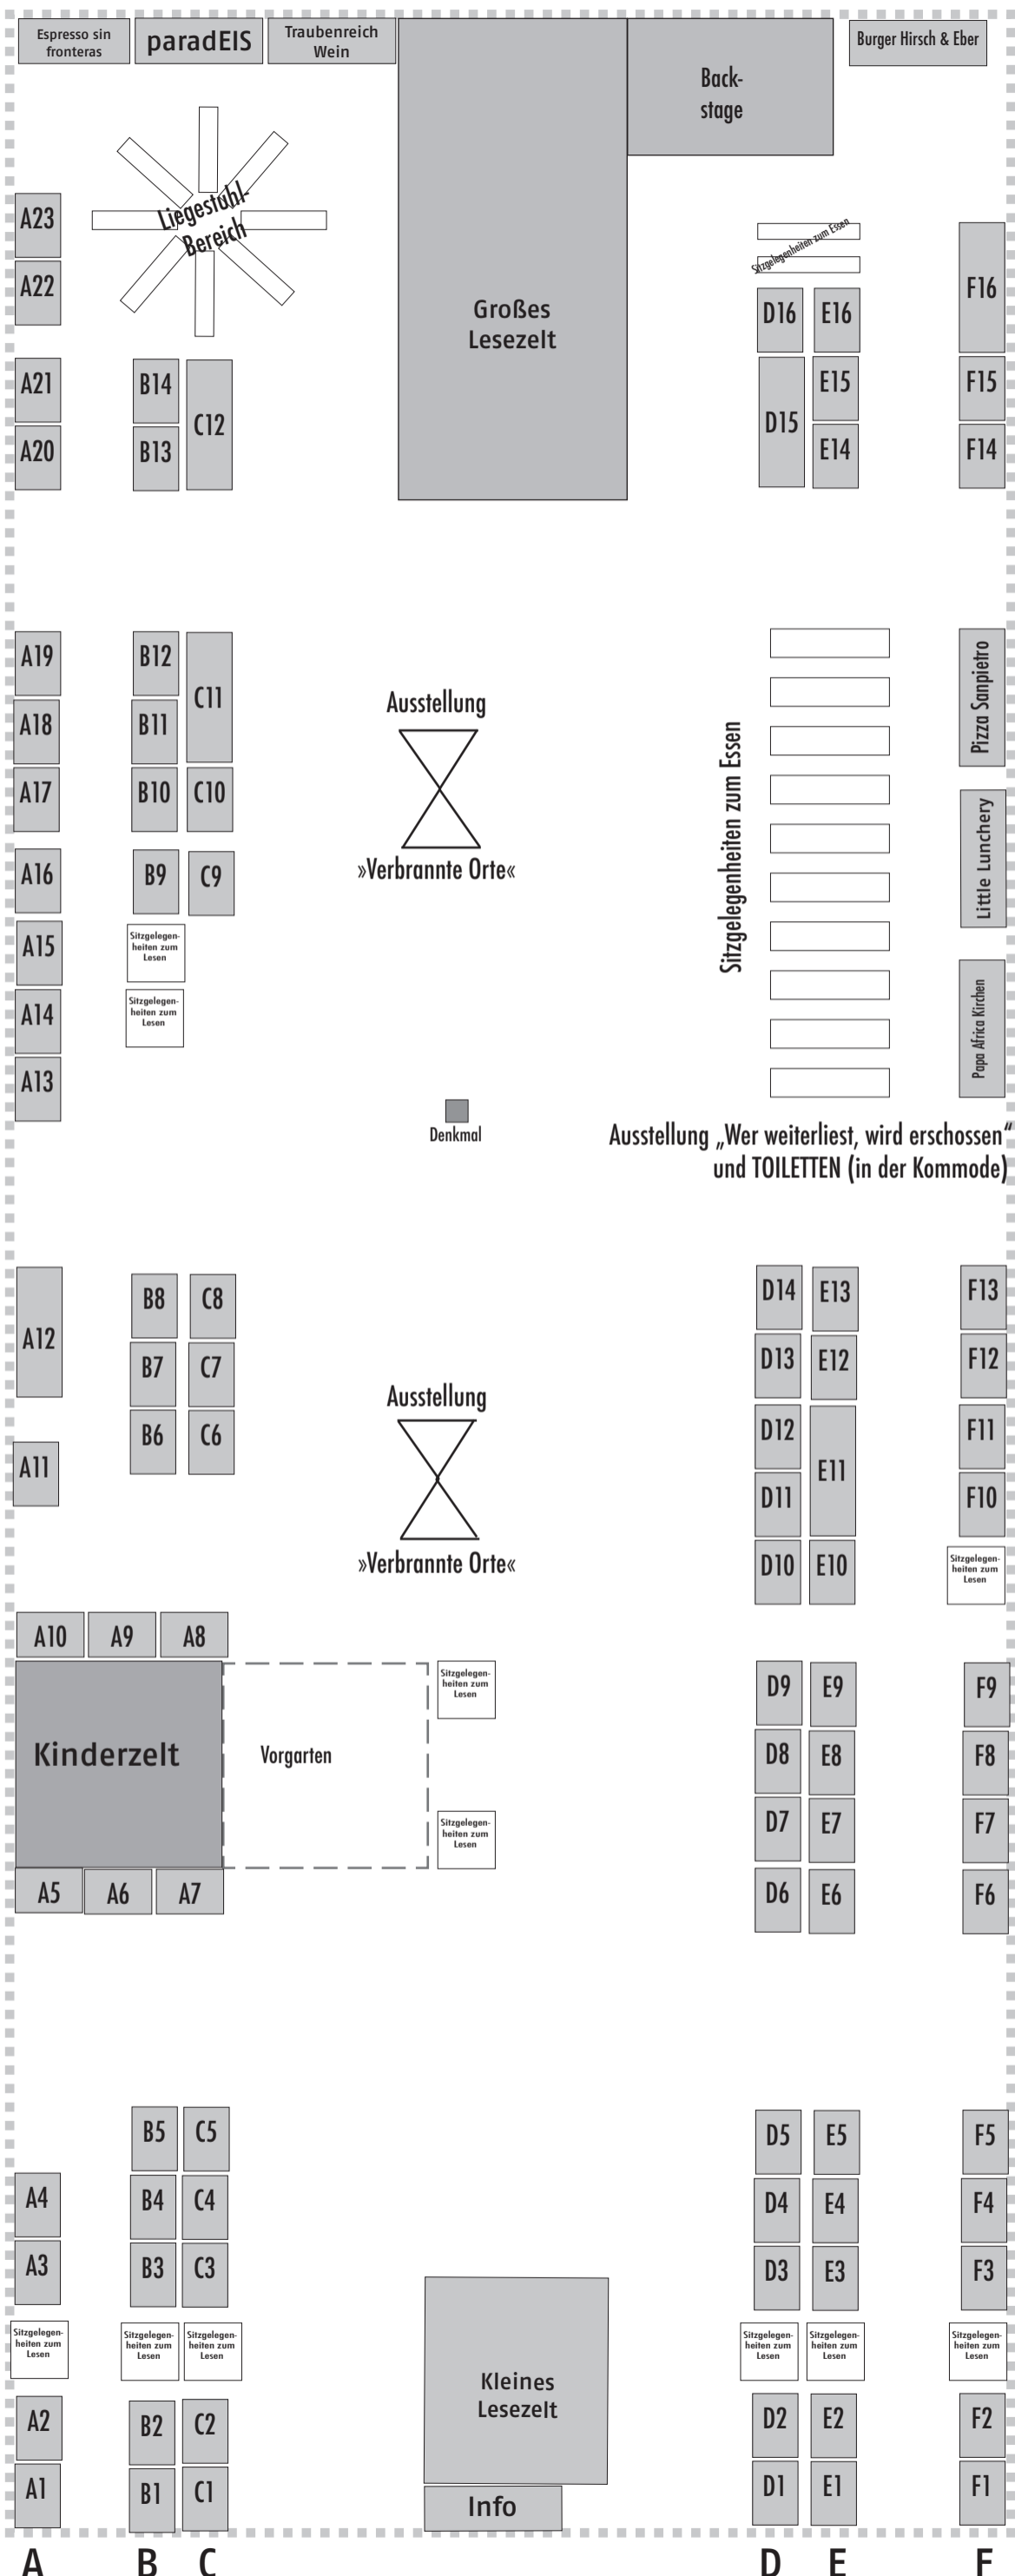 Espresso sin
fronteras
paradEIS
Traubenreich
Wein
Burger Hirsch & Eber
Back-
stage
Liegestuhl-
Bereich
Großes
Lesezelt
Sitzgelegenheiten zum Essen
A23
A22
F16
D16
E16
A21
B14
C12
D15
E15
F15
A20
B13
E14
F14
A19
B12
C11
Pizza Sanpietro
A18
B11
Ausstellung
»Verbrannte Orte«
Sitzgelegenheiten zum Essen
A17
B10
C10
Little Lunchery
A16
B9
C9
A15
Sitzgelegen-
heiten zum
Lesen
A14
Sitzgelegen-
heiten zum
Lesen
Papa Africa Kirchen
A13
Denkmal
Ausstellung „Wer weiterliest, wird erschossen“
und TOILETTEN (in der Kommode)
A12
B8
C8
D14
E13
F13
B7
C7
D13
E12
F12
Ausstellung
»Verbrannte Orte«
B6
C6
D12
E11
F11
A11
D11
F10
D10
E10
Sitzgelegen-
heiten zum
Lesen
A10
A9
A8
Kinderzelt
Vorgarten
Sitzgelegen-
heiten zum
Lesen
D9
E9
F9
D8
E8
F8
Sitzgelegen-
heiten zum
Lesen
D7
E7
F7
A5
A6
A7
D6
E6
F6
B5
C5
D5
E5
F5
A4
B4
C4
D4
E4
F4
A3
B3
C3
D3
E3
F3
Sitzgelegen-
heiten zum
Lesen
Sitzgelegen-
heiten zum
Lesen
Sitzgelegen-
heiten zum
Lesen
Kleines
Lesezelt
Sitzgelegen-
heiten zum
Lesen
Sitzgelegen-
heiten zum
Lesen
Sitzgelegen-
heiten zum
Lesen
A2
B2
C2
D2
E2
F2
A1
B1
C1
Info
D1
E1
F1
A
B
C
D
E
F